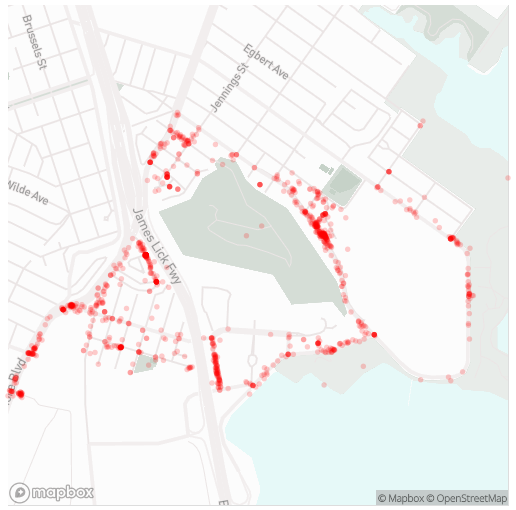 Brussels St
Egbert Ave
Jennings St
Wilde Ave
James Lick Fwy
Blvd
mapbox
© Mapbox © OpenStreetMap